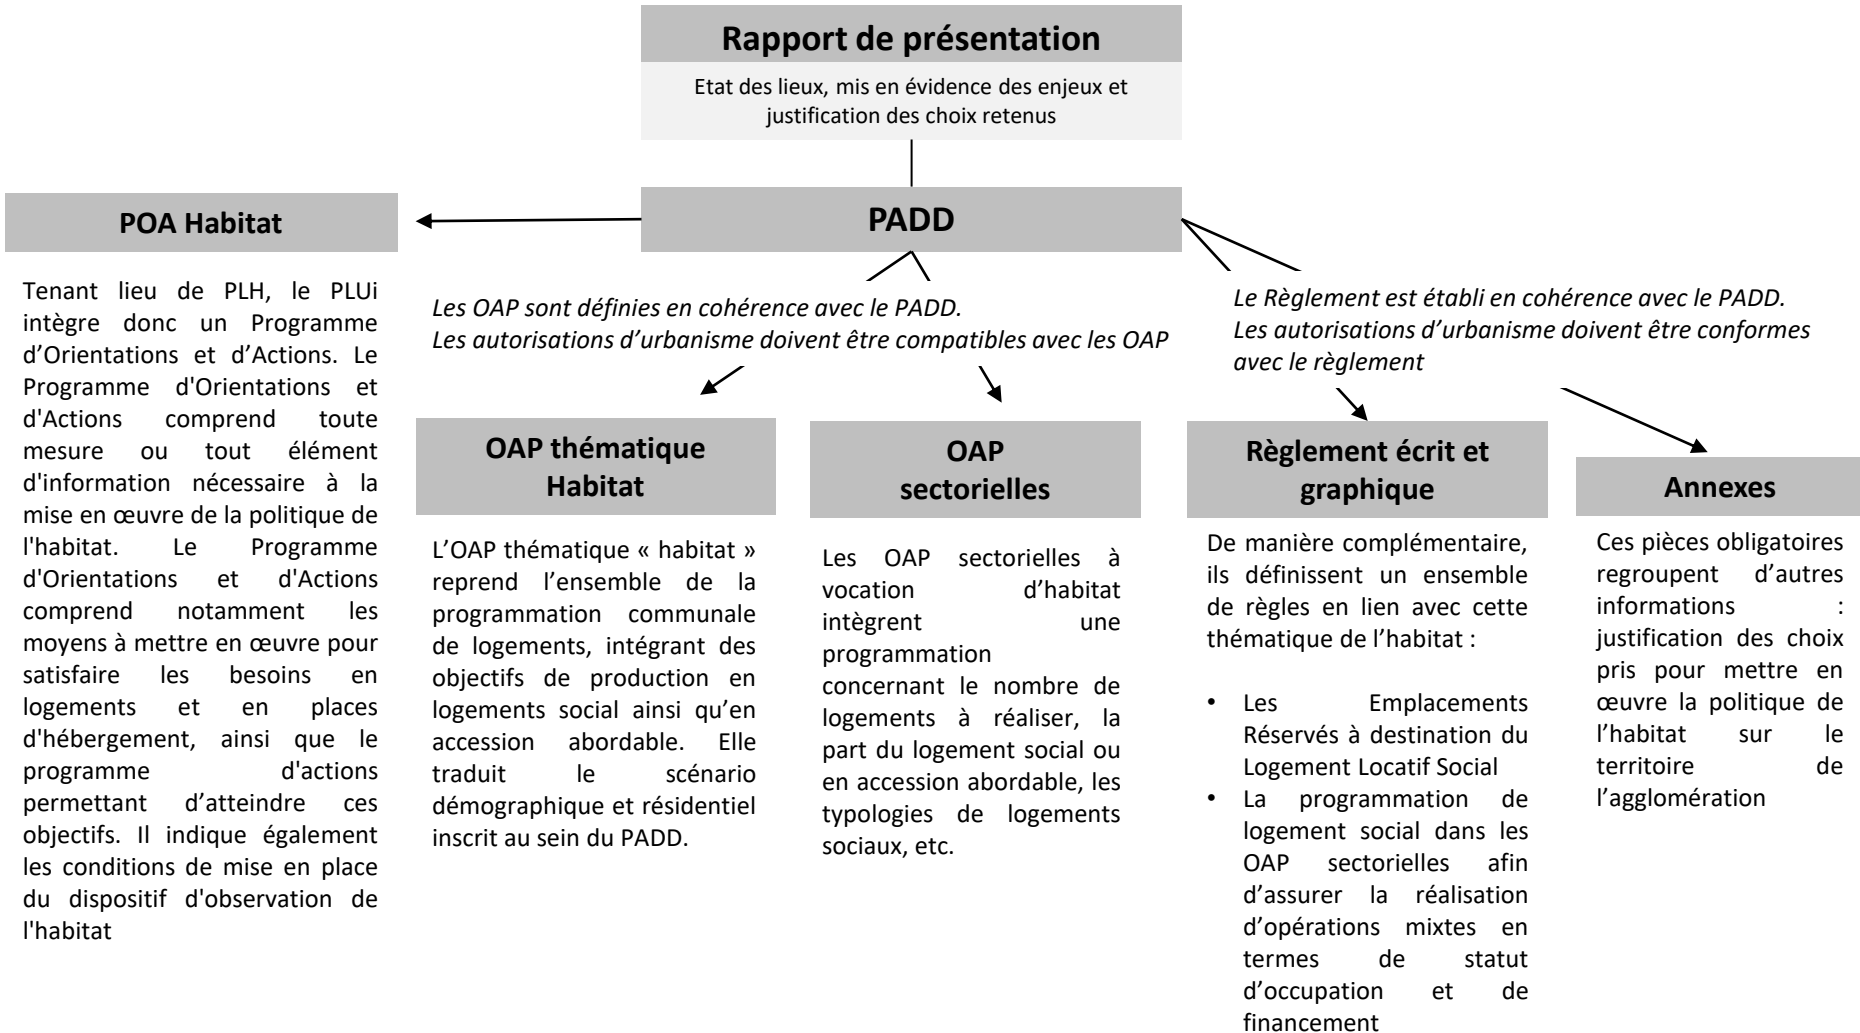 Rapport de présentation
Etat des lieux, mis en évidence des enjeux et
justification des choix retenus
PADD
POA Habitat
Tenant lieu de PLH, le PLUi
intègre donc un Programme
d’Orientations et d’Actions. Le
Programme d'Orientations et
d'Actions comprend toute
mesure ou tout élément
d'information nécessaire à la
mise en œuvre de la politique de
l'habitat. Le Programme
d'Orientations et d'Actions
comprend notamment les
moyens à mettre en œuvre pour
satisfaire les besoins en
logements et en places
d'hébergement, ainsi que le
programme d'actions
permettant d’atteindre ces
objectifs. Il indique également
les conditions de mise en place
du dispositif d'observation de
l'habitat
Les OAP sont définies en cohérence avec le PADD.
Les autorisations d’urbanisme doivent être compatibles avec les OAP
Le Règlement est établi en cohérence avec le PADD.
Les autorisations d’urbanisme doivent être conformes
avec le règlement
OAP thématique
Habitat
L’OAP thématique « habitat »
reprend l’ensemble de la
programmation communale
de logements, intégrant des
objectifs de production en
logements social ainsi qu’en
accession abordable. Elle
traduit le scénario
démographique et résidentiel
inscrit au sein du PADD.
OAP
sectorielles
Les OAP sectorielles à
vocation d’habitat
intègrent une
programmation
concernant le nombre de
logements à réaliser, la
part du logement social ou
en accession abordable, les
typologies de logements
sociaux, etc.
Règlement écrit et
graphique
De manière complémentaire,
ils définissent un ensemble
de règles en lien avec cette
thématique de l’habitat :
• Les Emplacements
Réservés à destination du
Logement Locatif Social
• La programmation de
logement social dans les
OAP sectorielles afin
d’assurer la réalisation
d’opérations mixtes en
termes de statut
d’occupation et de
financement
Annexes
Ces pièces obligatoires
regroupent d’autres
informations :
justification des choix
pris pour mettre en
œuvre la politique de
l’habitat sur le
territoire de
l’agglomération